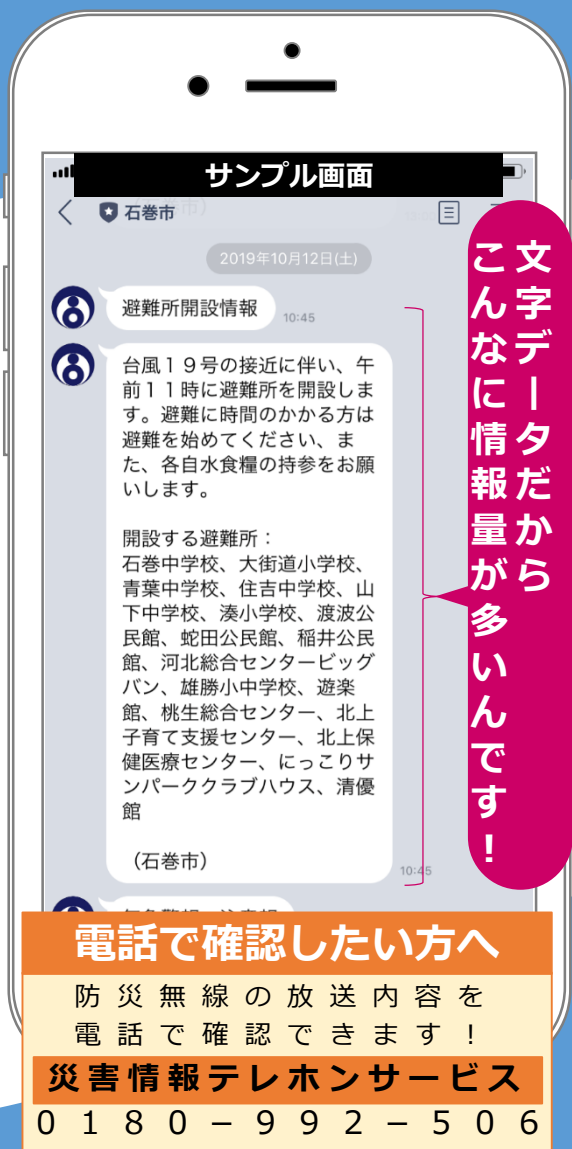 サンプル画面
石巻市
2019年10月12日(土)
避難所開設情報
10:45
台風19号の接近に伴い、午
前11時に避難所を開設しま
す。避難に時間のかかる方は
避難を始めてください、ま
た、各自水食糧の持参をお願
いします。
開設する避難所：
石巻中学校、大街道小学校、
青葉中学校、住吉中学校、山
下中学校、湊小学校、渡波公
民館、蛇田公民館、稲井公民
館、河北総合センタービッグ
バン、雄勝小中学校、遊楽
館、桃生総合センター、北上
子育て支援センター、北上保
健医療センター、にっこりサ
ンパーククラブハウス、清優
館
（石巻市）
10:45
文字データだから
こんなに情報量が多いんです！
電話で確認したい方へ
防災無線の放送内容を
電話で確認できます！
災害情報テレホンサービス
0180－992－506